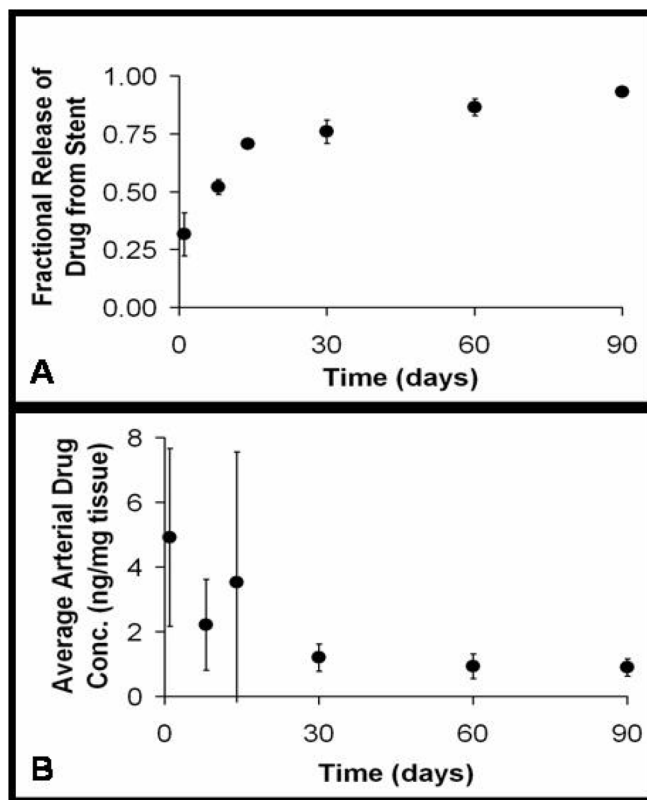 Fractional Release of
Drug from Stent
1.00
0.75
0.50
0.25
0.00
0 30 60 90
Time (days)
A
Average Arterial Drug
Conc. (ng/mg tissue)
8
6
4
2
0
0 30 60 90
Time (days)
B